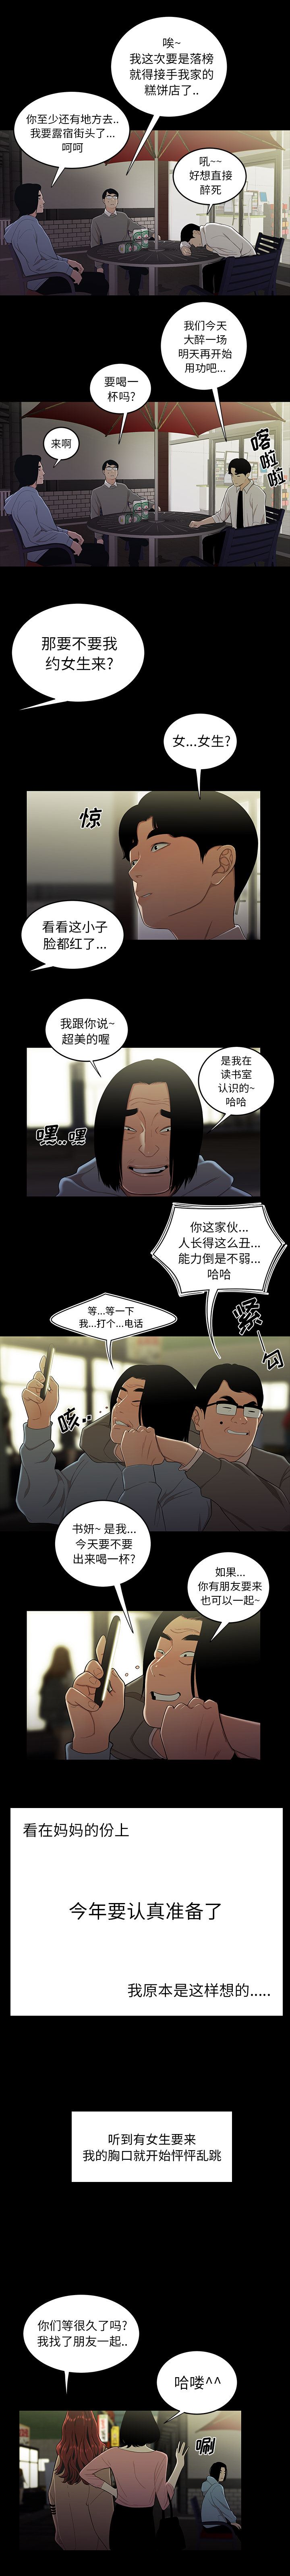 唉~
我这次要是落榜
就得接手我家的
糕饼店了..
你至少还有地方去..
我要露宿街头了...
呵呵
吼~~
好想直接
醉死
我们今天
大醉一场
明天再开始
用功吧...
要喝一
杯吗?
来啊
喀啦啦
那要不要我
约女生来?
女...女生?
惊
看看这小子
脸都红了...
我跟你说~
超美的喔
是我在
读书室
认识的~
哈哈
嘿..嘿
你这家伙...
人长得这么丑...
能力倒是不弱...
哈哈
等...等一下
我...打个...电话
紧
勾
咳..
书妍~ 是我...
今天要不要
出来喝一杯?
如果...
你有朋友要来
也可以一起~
看在妈妈的份上
今年要认真准备了
我原本是这样想的.....
听到有女生要来
我的胸口就开始怦怦乱跳
你们等很久了吗?
我找了朋友一起..
哈喽^^
唰